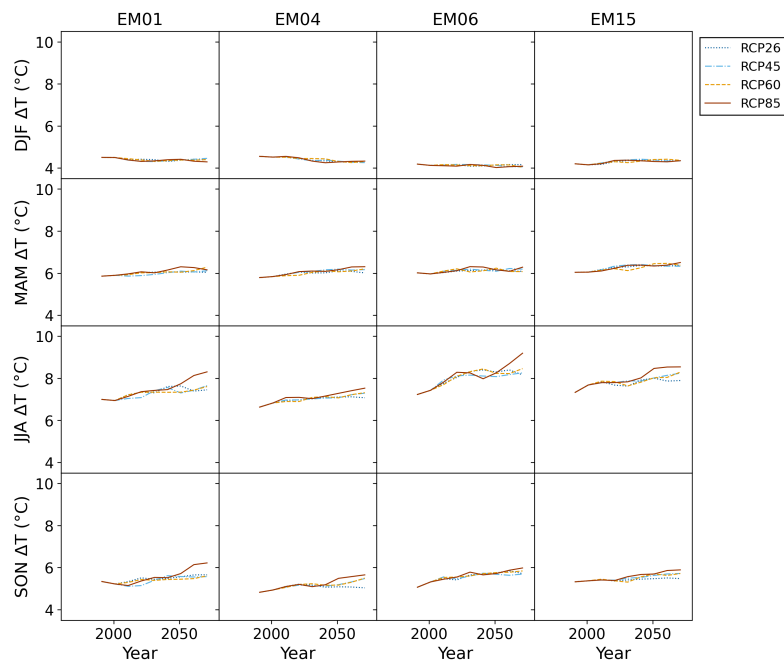 EM01 EM04 EM06 EM15
DJF ΔT (°C)
10
8
6
4
RCP26
RCP45
RCP60
RCP85
MAM ΔT (°C)
10
8
6
4
JJA ΔT (°C)
10
8
6
4
SON ΔT (°C)
10
8
6
4
2000 2050 2000 2050 2000 2050 2000 2050
Year Year Year Year